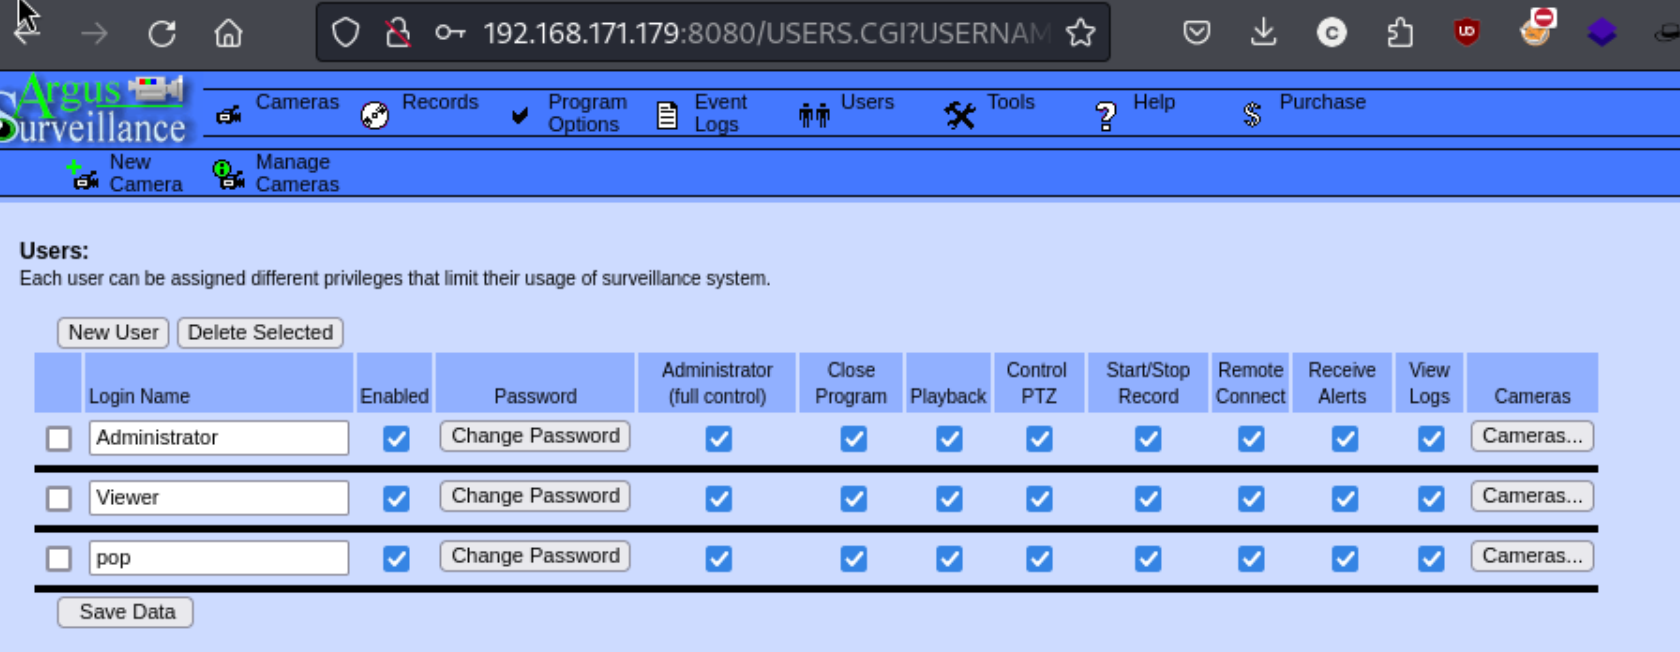 192.168.171.179:8080/USERS.CGI?USERNAM
Argus
Surveillance
Cameras
Records
Program
Options
Event
Logs
Users
Tools
Help
Purchase
New
Camera
Manage
Cameras
Users:
Each user can be assigned different privileges that limit their usage of surveillance system.
New User Delete Selected
Login Name Enabled Password Administrator (full control) Close Program Playback Control PTZ Start/Stop Record Remote Connect Receive Alerts View Logs Cameras
Administrator Change Password Cameras...
Viewer Change Password Cameras...
pop Change Password Cameras...
Save Data